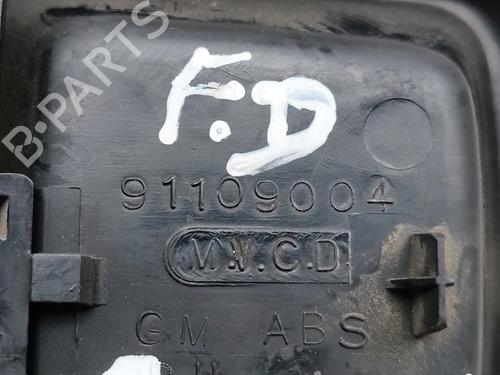 B-PARTS
F.D
91109004
M.V.C.D
GM ABS